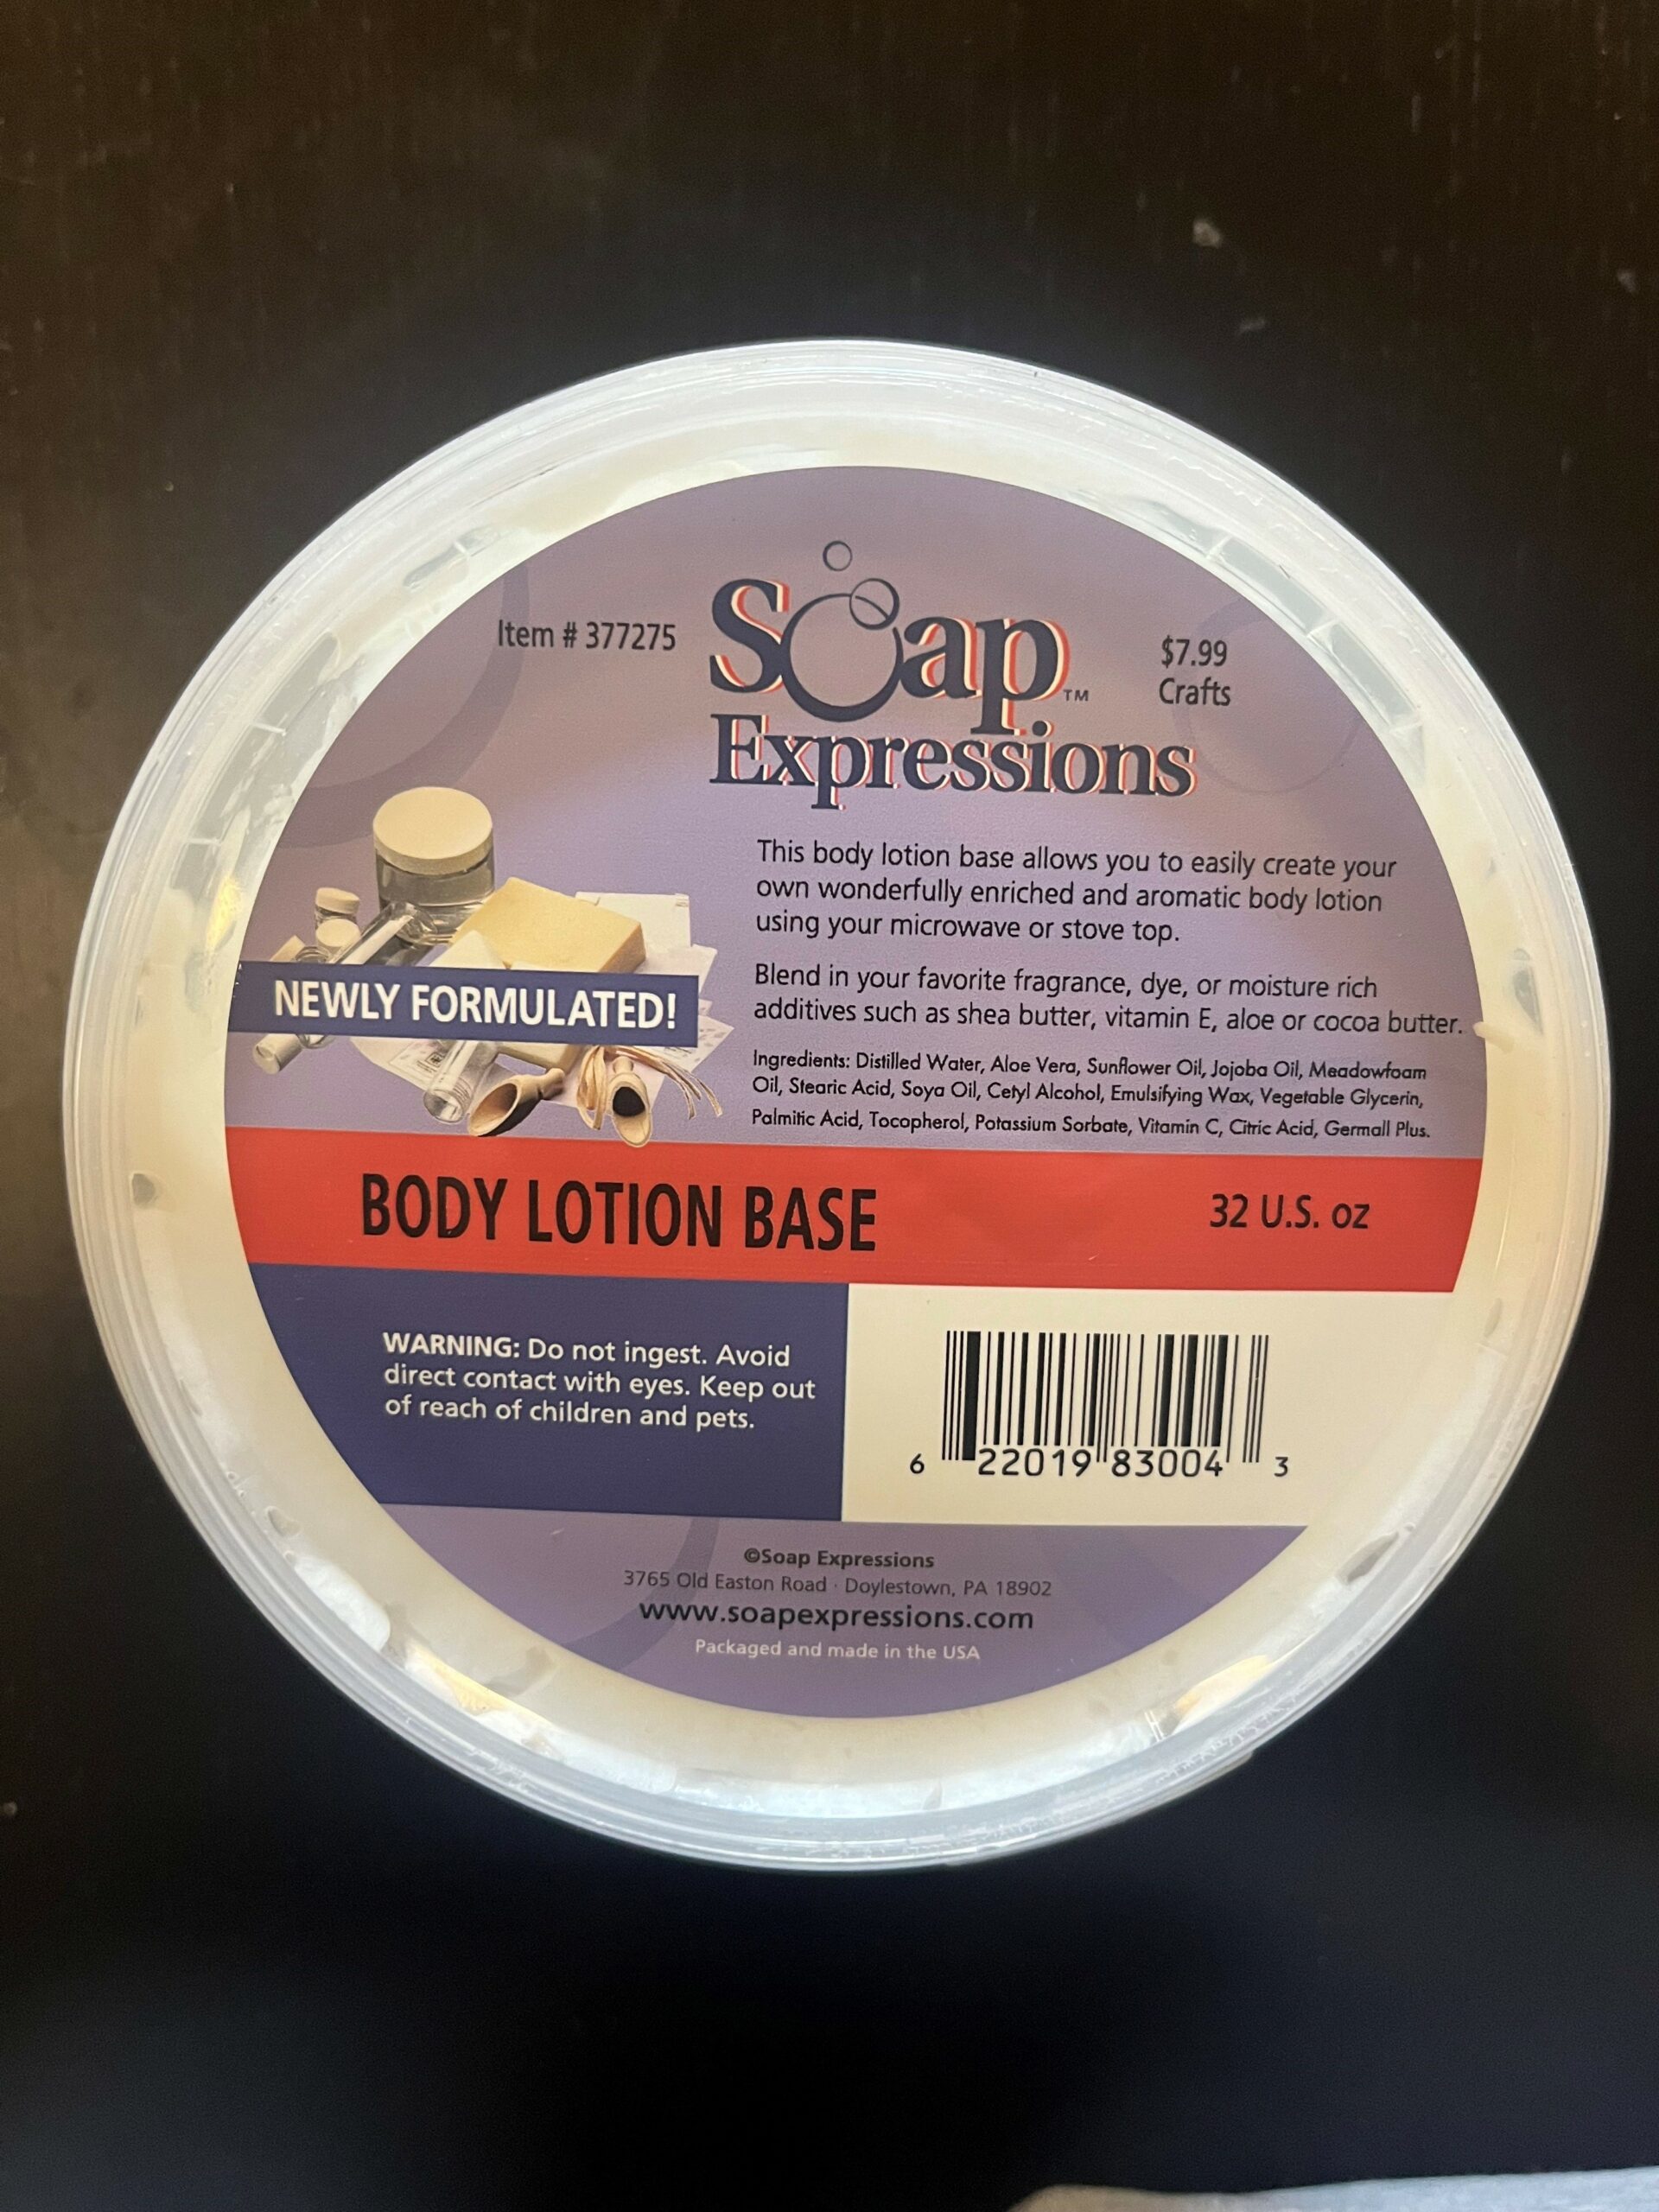 Item # 377275
Soap™
Expressions
$7.99
Crafts
This body lotion base allows you to easily create your
own wonderfully enriched and aromatic body lotion
using your microwave or stove top.
Blend in your favorite fragrance, dye, or moisture rich
additives such as shea butter, vitamin E, aloe or cocoa butter.
NEWLY FORMULATED!
Ingredients: Distilled Water, Aloe Vera, Sunflower Oil, Jojoba Oil, Meadowfoam
Oil, Stearic Acid, Soya Oil, Cetyl Alcohol, Emulsifying Wax, Vegetable Glycerin,
Palmitic Acid, Tocopherol, Potassium Sorbate, Vitamin C, Citric Acid, Germall Plus.
BODY LOTION BASE
32 U.S. oz
WARNING: Do not ingest. Avoid
direct contact with eyes. Keep out
of reach of children and pets.
6 22019 83004 3
©Soap Expressions
3765 Old Easton Road · Doylestown, PA 18902
www.soapexpressions.com
Packaged and made in the USA